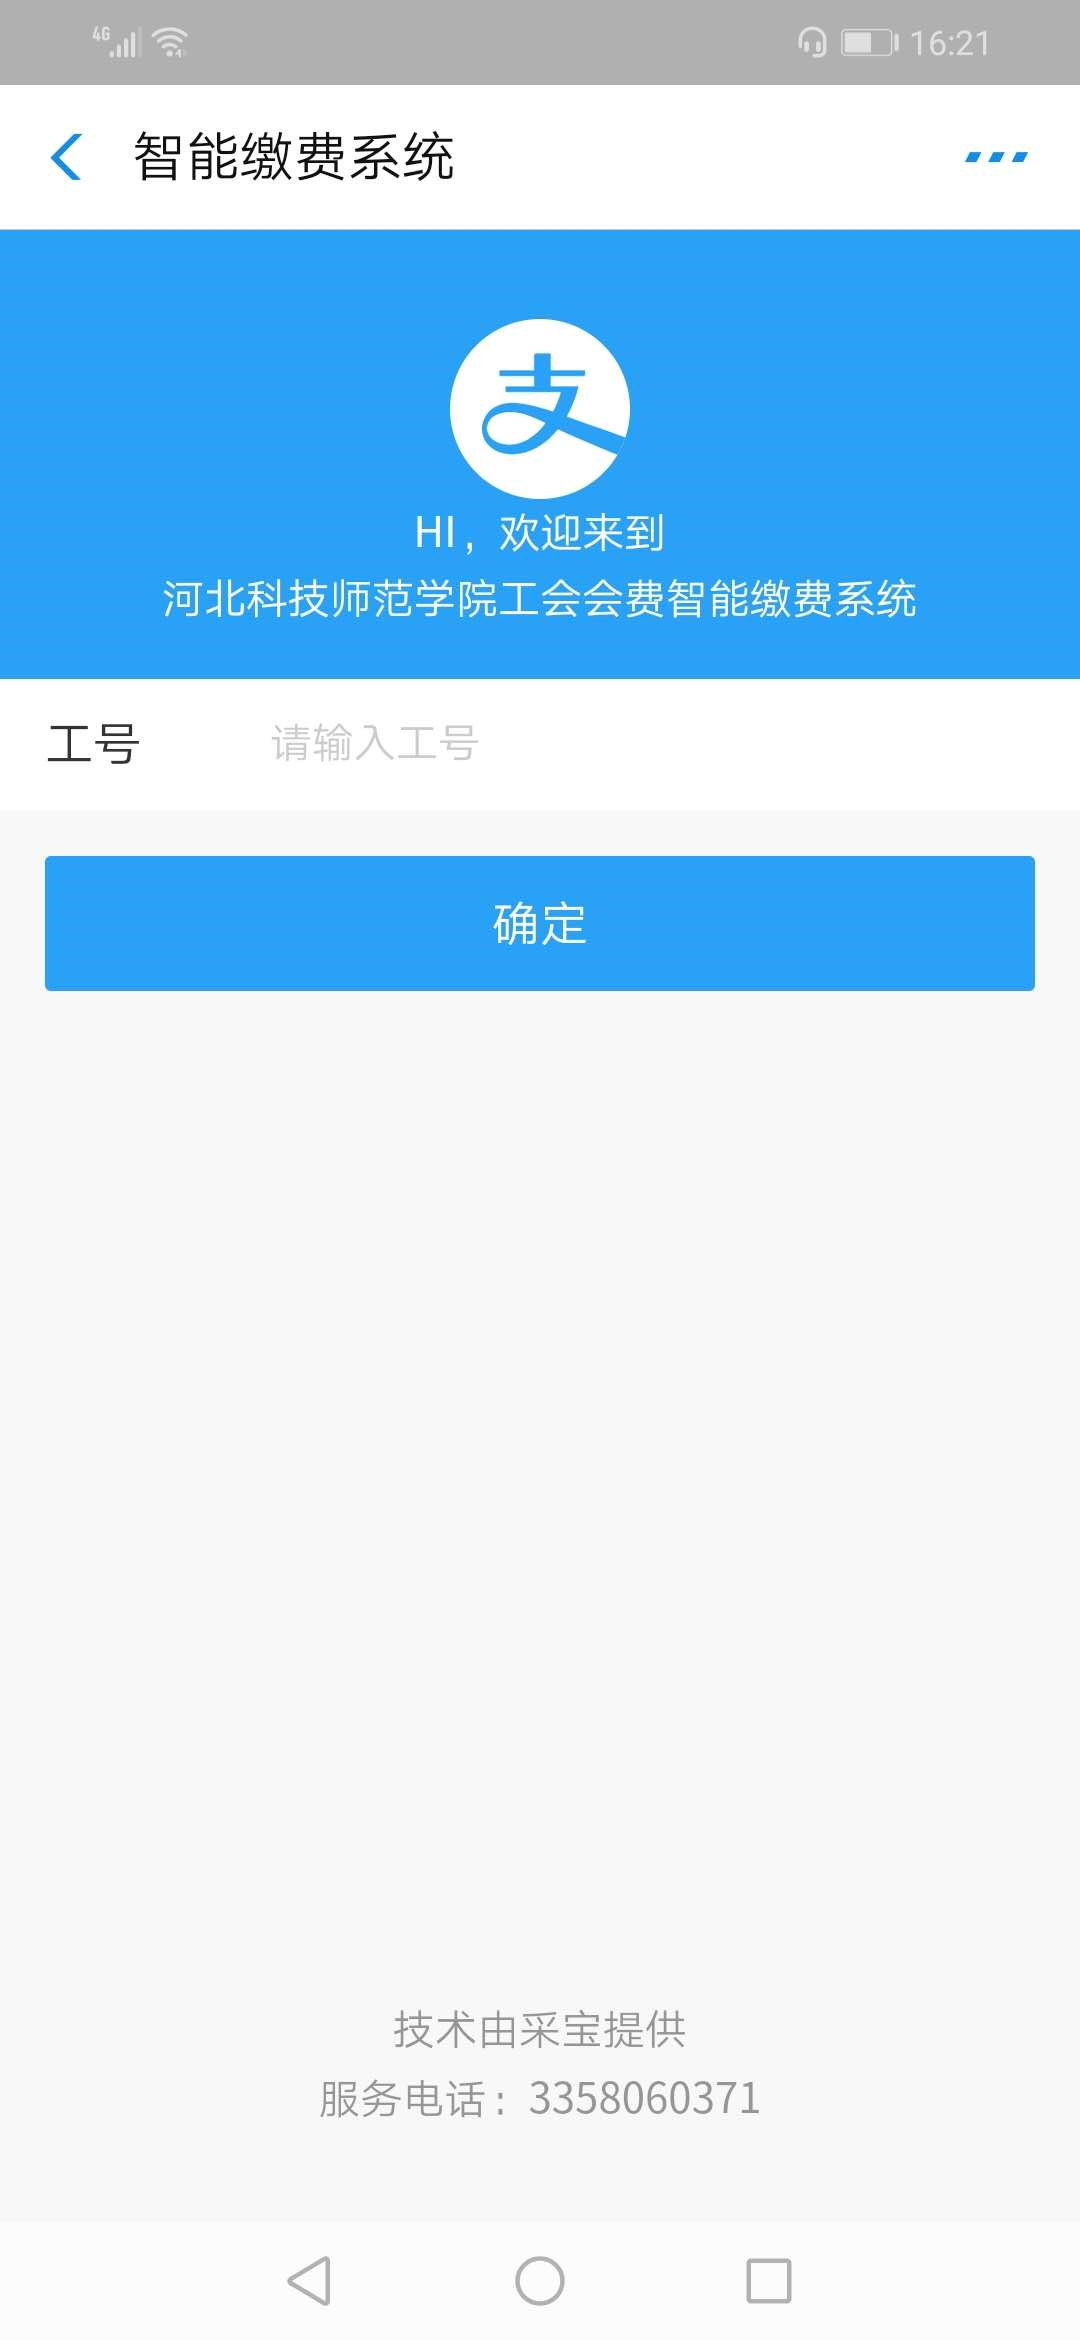 4G 16:21
智能缴费系统
支
HI，欢迎来到
河北科技师范学院工会会费智能缴费系统
工号 请输入工号
确定
技术由采宝提供
服务电话：3358060371